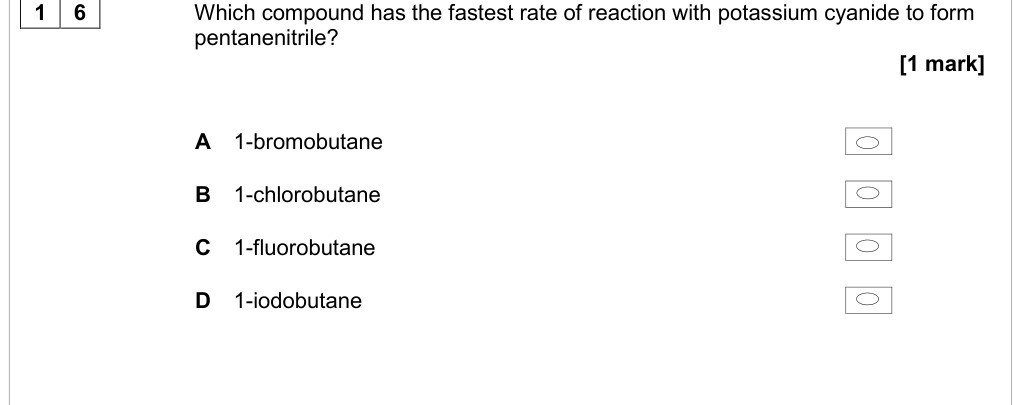 1 6 Which compound has the fastest rate of reaction with potassium cyanide to form
pentanenitrile?
[1 mark]
A 1-bromobutane
B 1-chlorobutane
C 1-fluorobutane
D 1-iodobutane